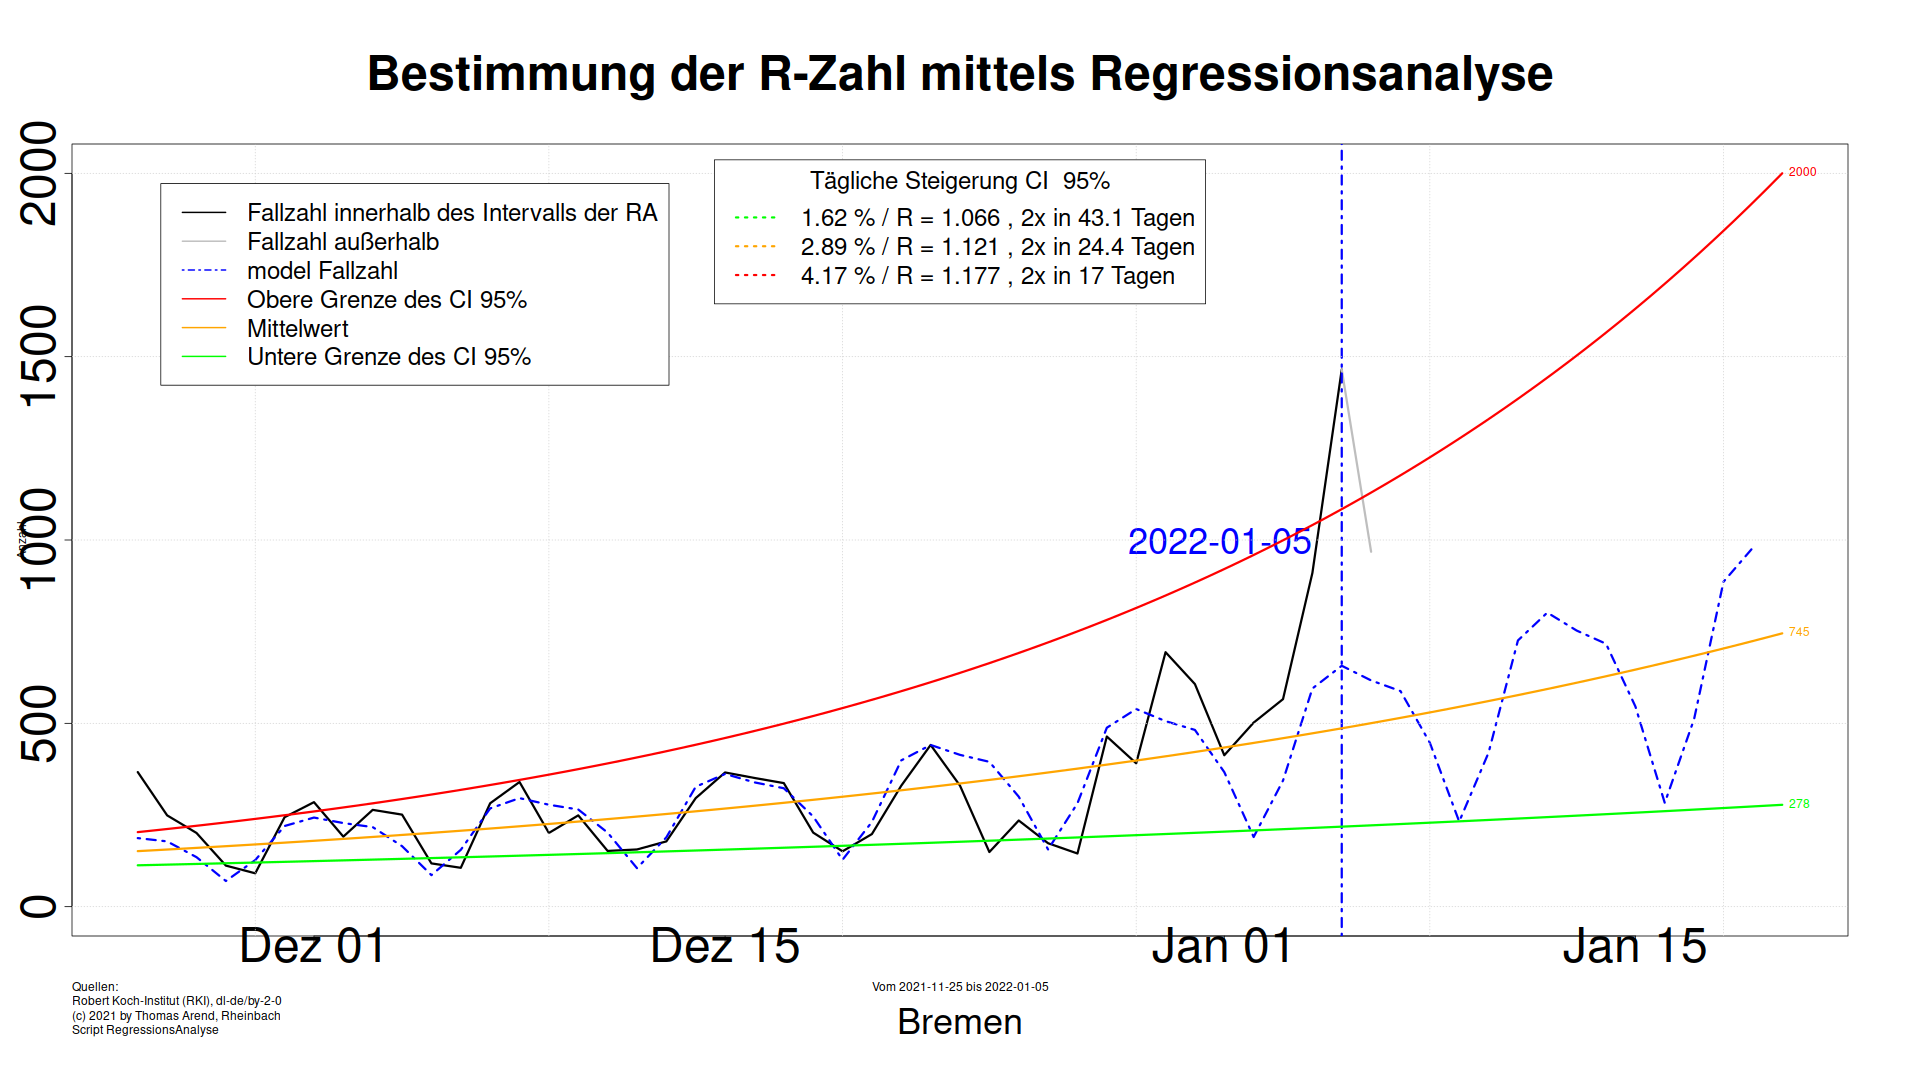 Bestimmung der R-Zahl mittels Regressionsanalyse
2000
1500
1000
500
0
Anzahl
Fallzahl innerhalb des Intervalls der RA
Fallzahl außerhalb
model Fallzahl
Obere Grenze des CI 95%
Mittelwert
Untere Grenze des CI 95%
Tägliche Steigerung CI 95%
1.62 % / R = 1.066 , 2x in 43.1 Tagen
2.89 % / R = 1.121 , 2x in 24.4 Tagen
4.17 % / R = 1.177 , 2x in 17 Tagen
2000
2022-01-05
745
278
Dez 01 Dez 15 Jan 01 Jan 15
Quellen:
Robert Koch-Institut (RKI), dl-de/by-2-0
(c) 2021 by Thomas Arend, Rheinbach
Script RegressionsAnalyse
Vom 2021-11-25 bis 2022-01-05
Bremen